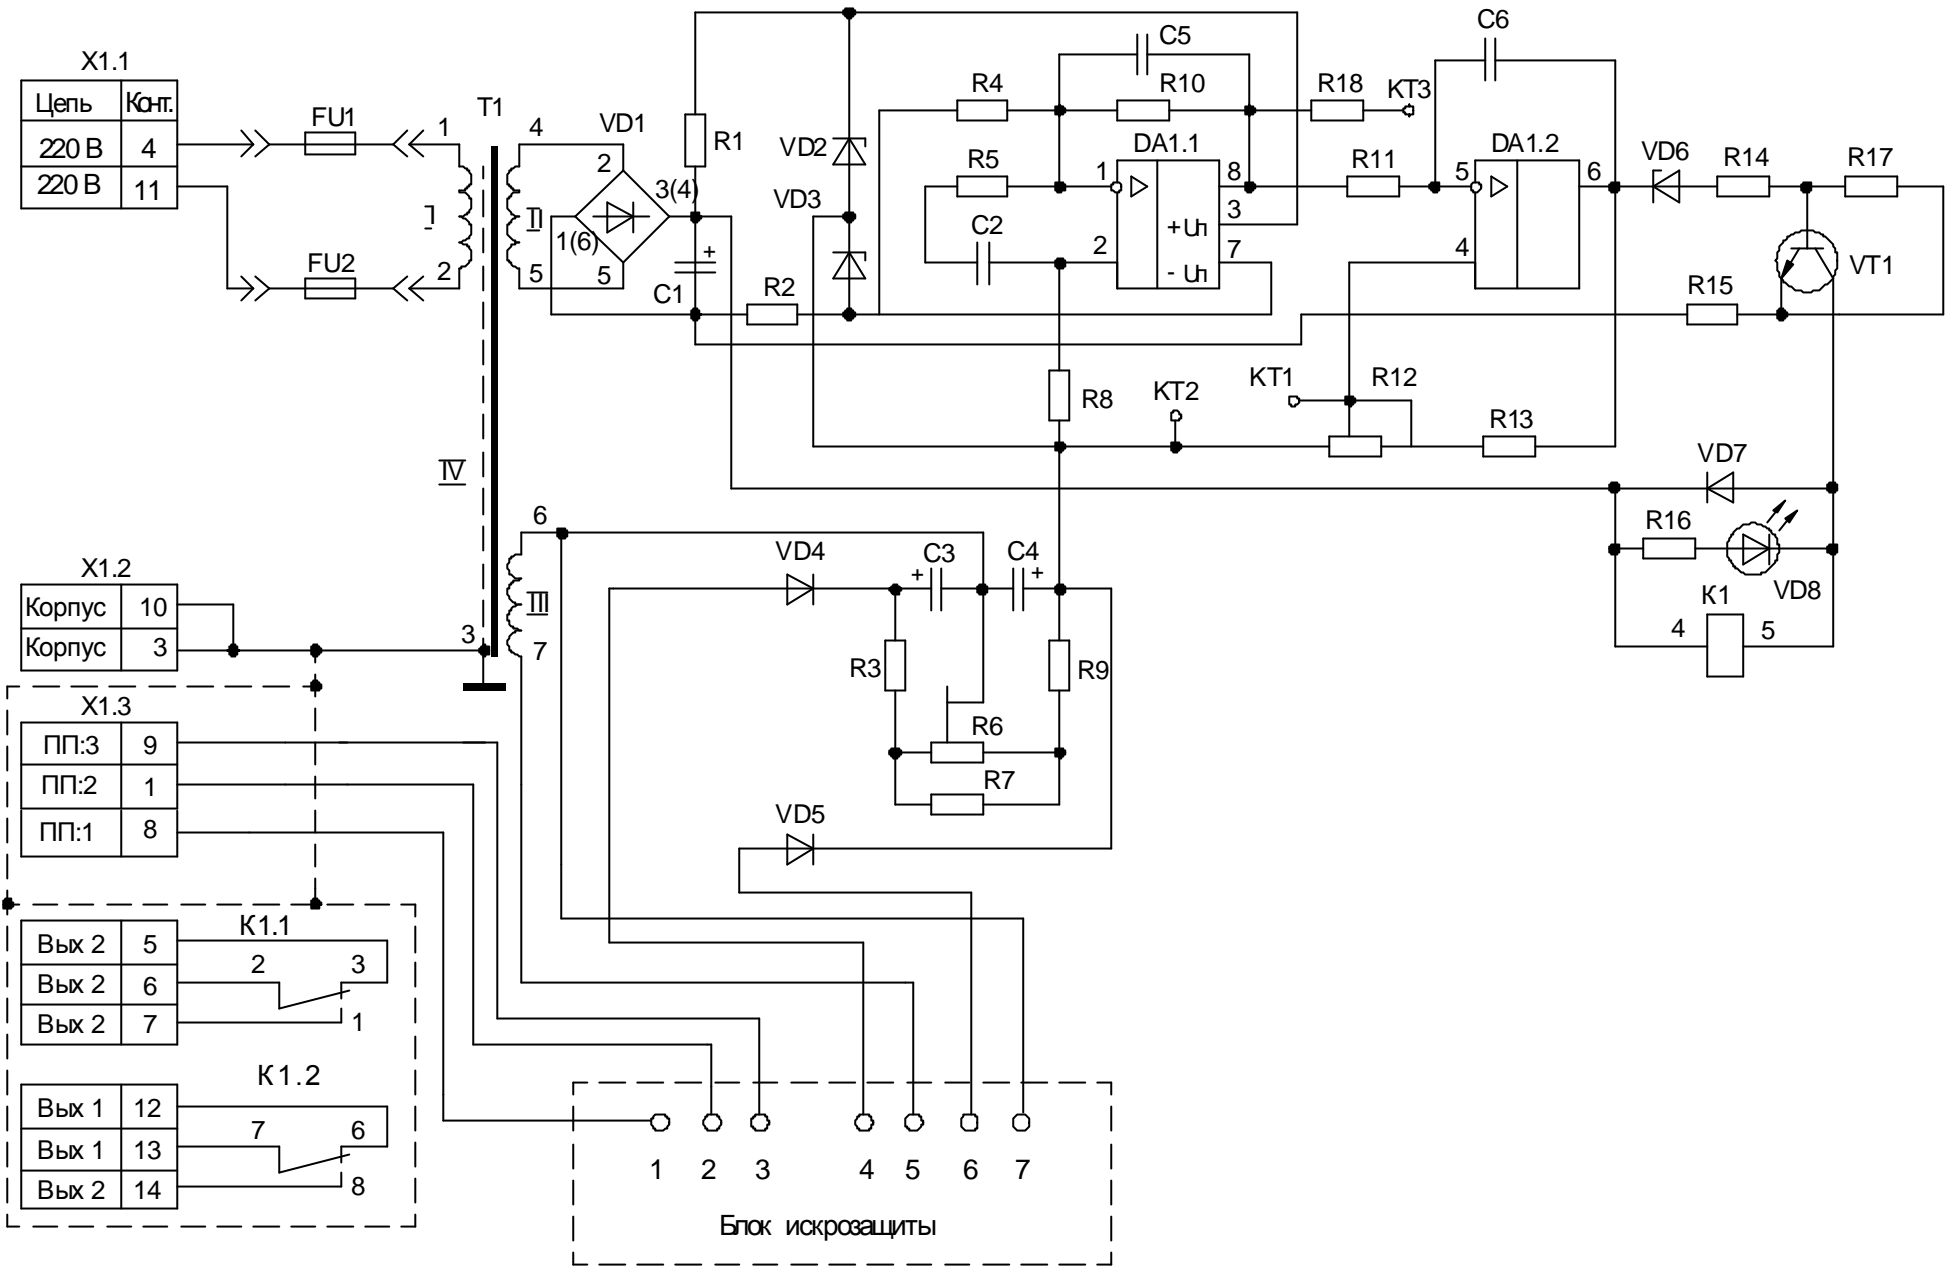 X1.1
Цепь Конт.
220 В 4
220 В 11
FU1
FU2
1
2
T1
I
II
4
5
VD1
2
3(4)
1(6)
5
+
C1
R1
R2
VD2
VD3
R4
R5
C2
C5
R10
R18
KT3
DA1.1
1
2
8
3
7
+Uп
- Uп
R11
C6
DA1.2
5
4
6
VD6
R14
R17
VT1
R15
R8
KT2
KT1
R12
R13
VD7
R16
VD8
K1
4 5
IV
III
6
7
3
VD4
C3
+
C4
+
R3
R9
R6
R7
VD5
X1.2
Корпус 10
Корпус 3
X1.3
ПП:3 9
ПП:2 1
ПП:1 8
K1.1
Вых 2 5
Вых 2 6
Вых 2 7
2 3
1
K1.2
Вых 1 12
Вых 1 13
Вых 2 14
7 6
8
1 2 3 4 5 6 7
Блок искрозащиты